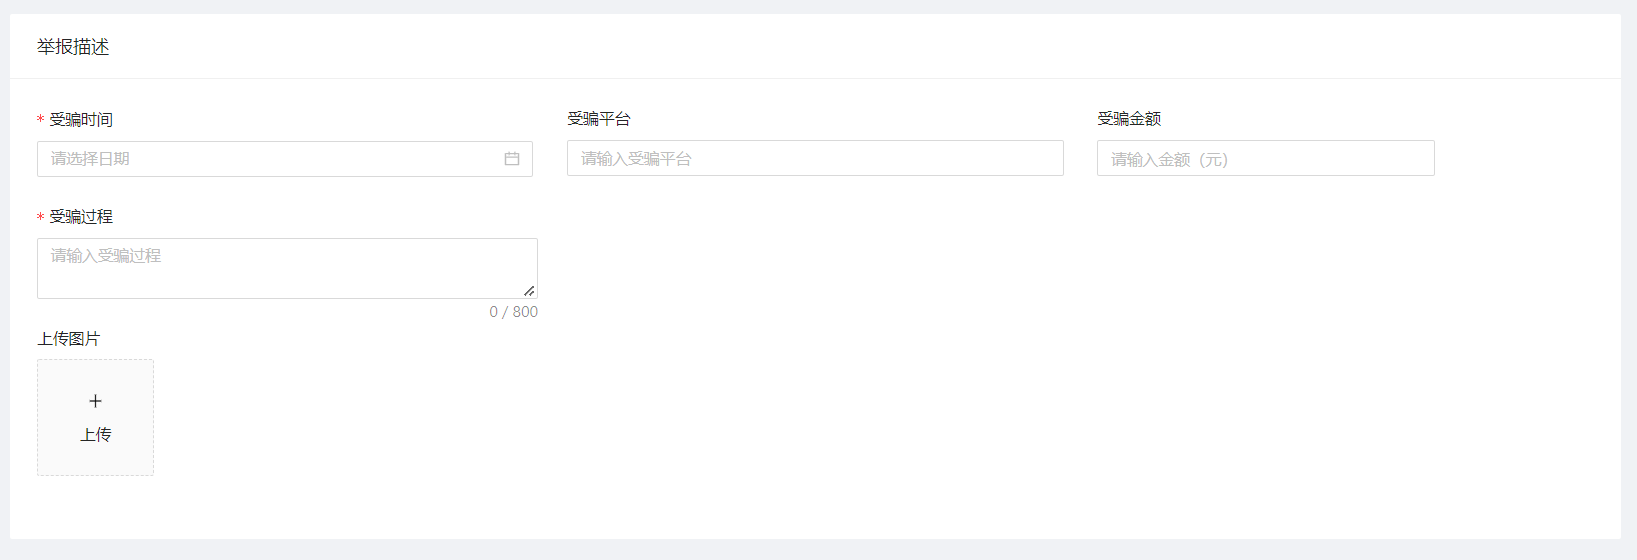 举报描述
* 受骗时间
受骗平台
受骗金额
请选择日期
请输入受骗平台
请输入金额（元）
* 受骗过程
请输入受骗过程
0 / 800
上传图片
+
上传